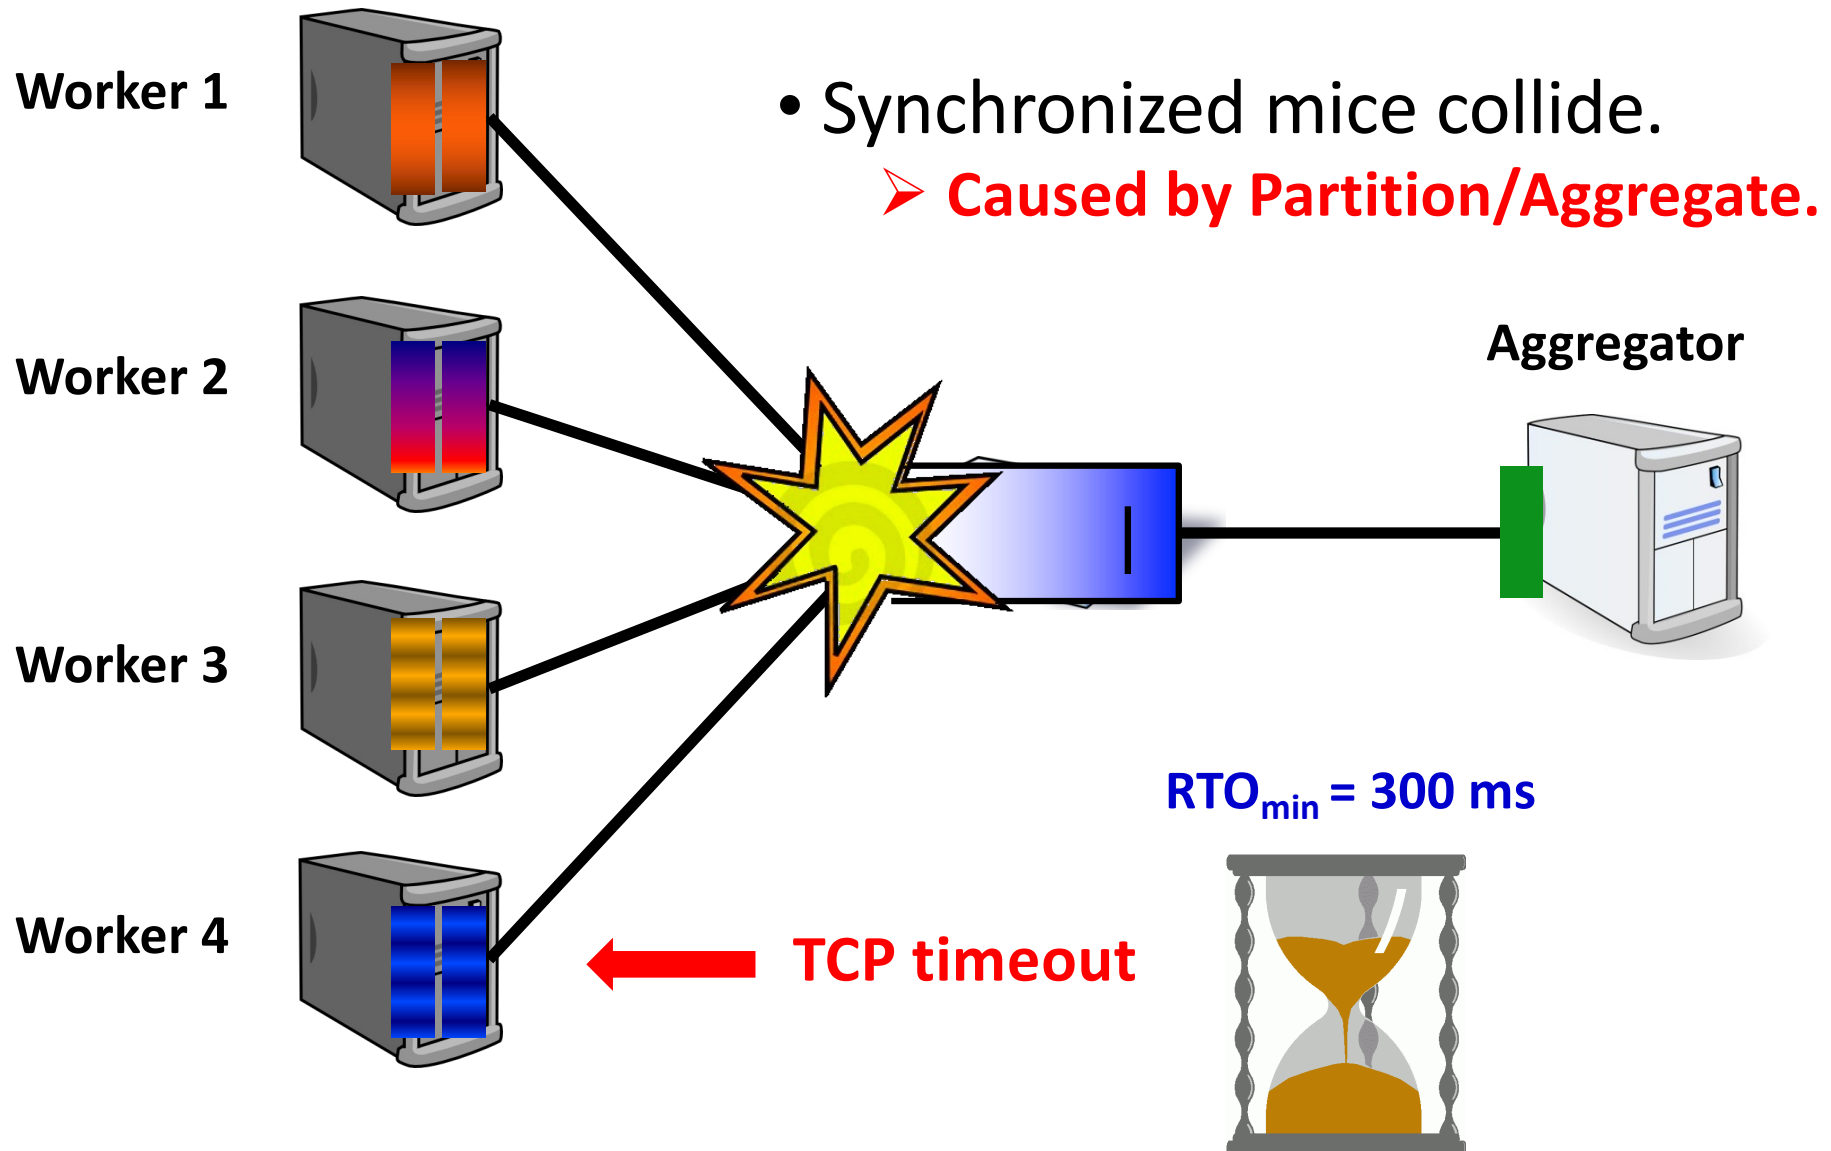 Worker 1
• Synchronized mice collide.
➢ Caused by Partition/Aggregate.
Aggregator
Worker 2
Worker 3
RTOmin = 300 ms
Worker 4
TCP timeout